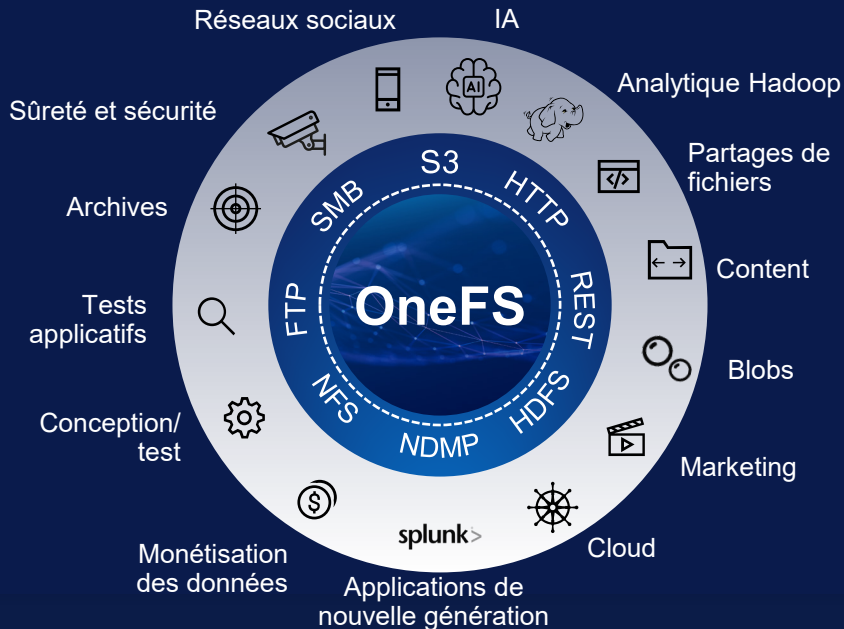 Réseaux sociaux
IA
Analytique Hadoop
Sûreté et sécurité
Partages de
fichiers
Archives
Content
Tests
applicatifs
Blobs
Conception/
test
Marketing
Monétisation
des données
Cloud
Applications de
nouvelle génération
AI
</>
splunk>
S3
HTTP
REST
HDFS
NDMP
NFS
FTP
SMB
OneFS